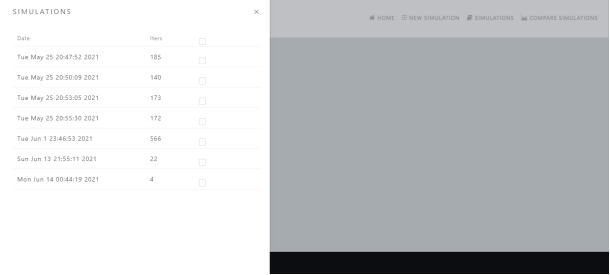 SIMULATIONS ×
HOME NEW SIMULATION SIMULATIONS COMPARE SIMULATIONS
Date Iters
Tue May 25 20:47:52 2021 185
Tue May 25 20:50:09 2021 140
Tue May 25 20:53:05 2021 173
Tue May 25 20:55:30 2021 172
Tue Jun 1 23:46:53 2021 566
Sun Jun 13 21:55:11 2021 22
Mon Jun 14 00:44:19 2021 4